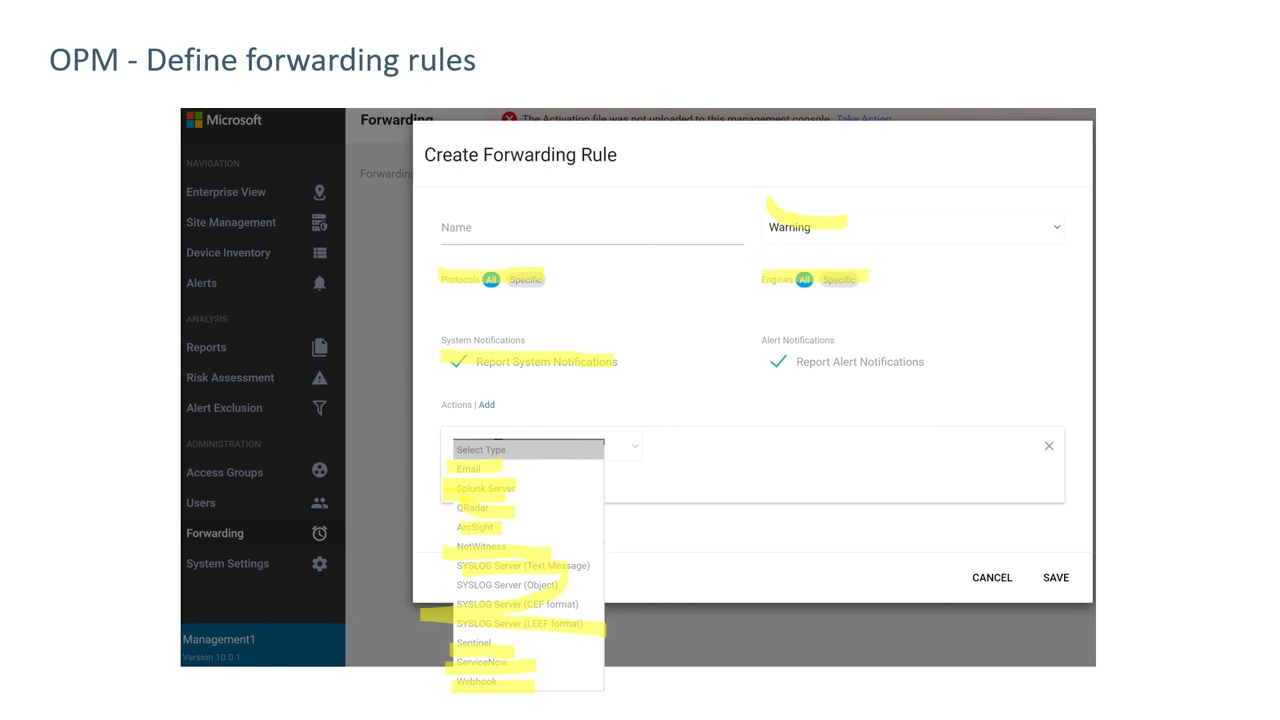 OPM - Define forwarding rules
Microsoft
NAVIGATION
Enterprise View
Site Management
Device Inventory
Alerts
ANALYSIS
Reports
Risk Assessment
Alert Exclusion
ADMINISTRATION
Access Groups
Users
Forwarding
System Settings
Management1
Version 10.0.1
Forwarding
The Activation file was not uploaded to this management console. Take Action
Forwarding
Create Forwarding Rule
Name
Warning
Protocols All Specific
Engines All Specific
System Notifications
Alert Notifications
Report System Notifications
Report Alert Notifications
Actions | Add
Select Type
Email
Splunk Server
QRadar
ArcSight
NetWitness
SYSLOG Server (Text Message)
SYSLOG Server (Object)
SYSLOG Server (CEF format)
SYSLOG Server (LEEF format)
Sentinel
ServiceNow
Webhook
CANCEL
SAVE